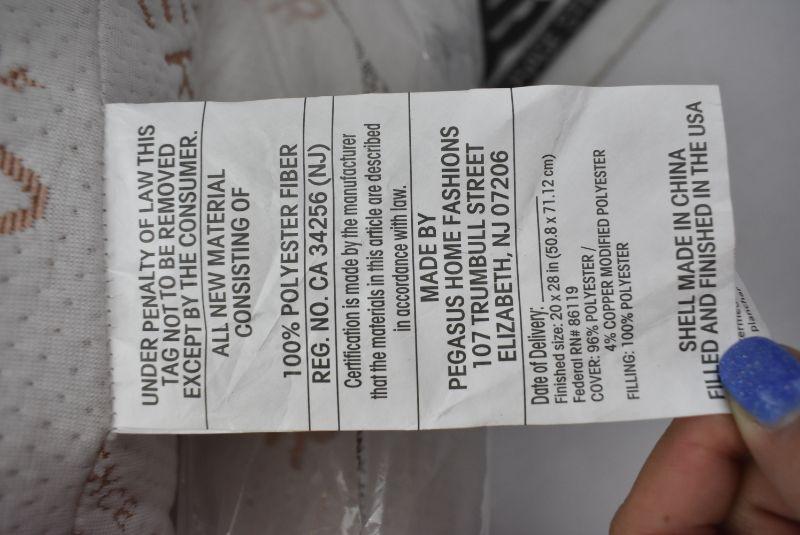 UNDER PENALTY OF LAW THIS
TAG NOT TO BE REMOVED
EXCEPT BY THE CONSUMER.
ALL NEW MATERIAL
CONSISTING OF
100% POLYESTER FIBER
REG. NO. CA 34256 (NJ)
Certification is made by the manufacturer
that the materials in this article are described
in accordance with law.
MADE BY
PEGASUS HOME FASHIONS
107 TRUMBULL STREET
ELIZABETH, NJ 07206
Date of Delivery:
Finished size: 20 x 28 in (50.8 x 71.12 cm)
Federal RN# 86119
COVER: 96% POLYESTER /
4% COPPER MODIFIED POLYESTER
FILLING: 100% POLYESTER
SHELL MADE IN CHINA
FILLED AND FINISHED IN THE USA